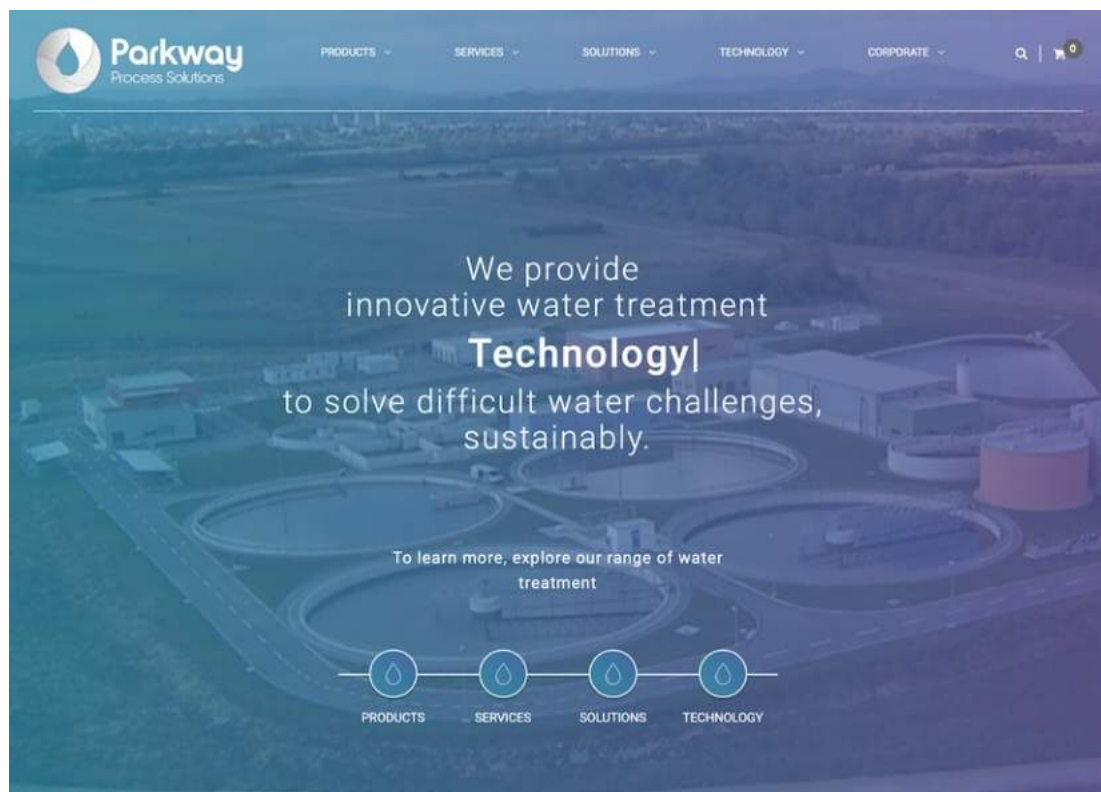 Parkway
Process Solutions
PRODUCTS
SERVICES
SOLUTIONS
TECHNOLOGY
CORPORATE
0
We provide
innovative water treatment
Technology|
to solve difficult water challenges,
sustainably.
To learn more, explore our range of water
treatment
PRODUCTS
SERVICES
SOLUTIONS
TECHNOLOGY